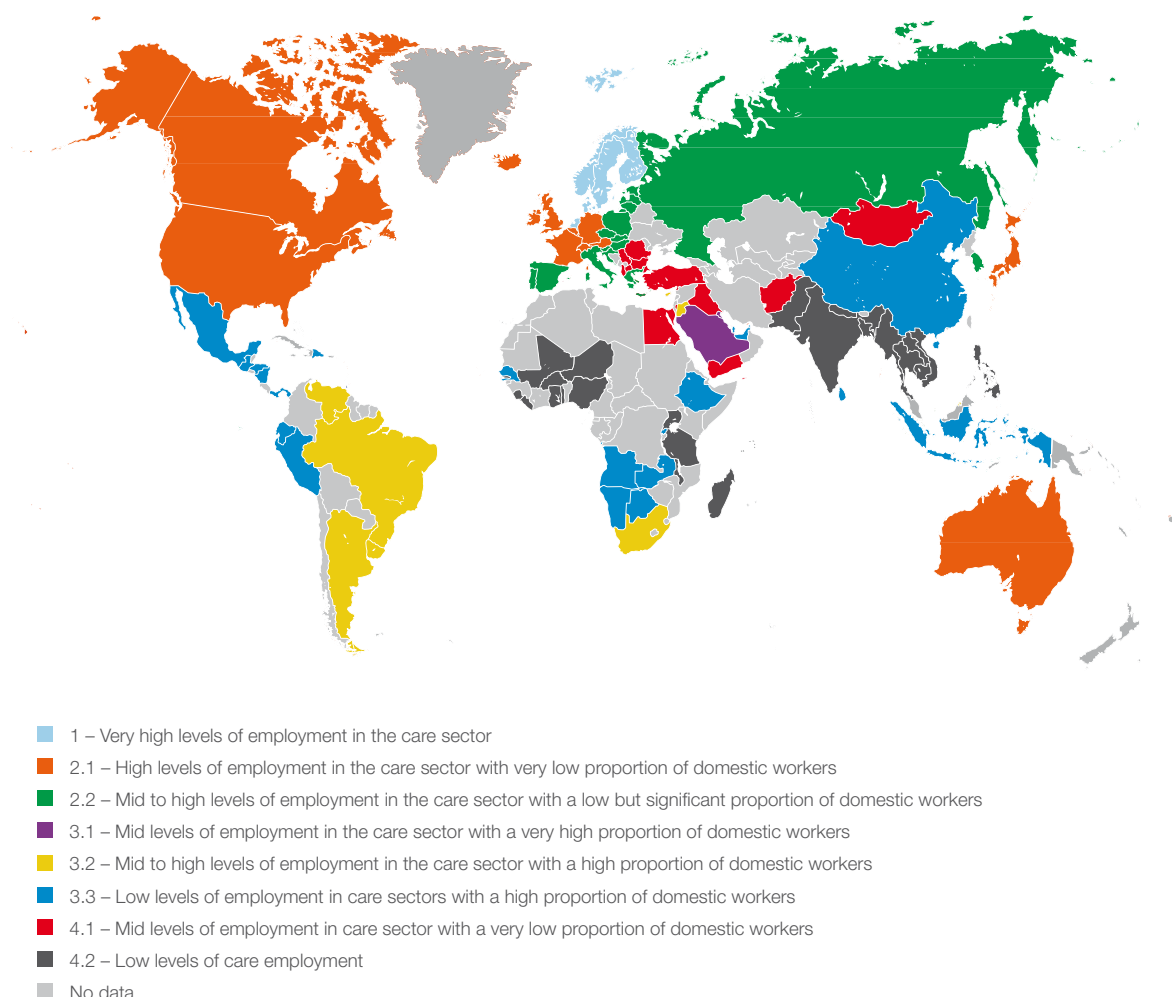 1 – Very high levels of employment in the care sector
2.1 – High levels of employment in the care sector with very low proportion of domestic workers
2.2 – Mid to high levels of employment in the care sector with a low but significant proportion of domestic workers
3.1 – Mid levels of employment in the care sector with a very high proportion of domestic workers
3.2 – Mid to high levels of employment in the care sector with a high proportion of domestic workers
3.3 – Low levels of employment in care sectors with a high proportion of domestic workers
4.1 – Mid levels of employment in care sector with a very low proportion of domestic workers
4.2 – Low levels of care employment
No data